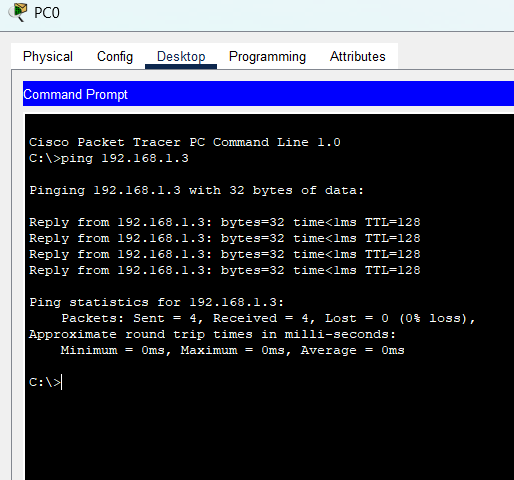 PC0
Physical Config Desktop Programming Attributes
Command Prompt
Cisco Packet Tracer PC Command Line 1.0
C:\>ping 192.168.1.3
Pinging 192.168.1.3 with 32 bytes of data:
Reply from 192.168.1.3: bytes=32 time<1ms TTL=128
Reply from 192.168.1.3: bytes=32 time<1ms TTL=128
Reply from 192.168.1.3: bytes=32 time<1ms TTL=128
Reply from 192.168.1.3: bytes=32 time<1ms TTL=128
Ping statistics for 192.168.1.3:
    Packets: Sent = 4, Received = 4, Lost = 0 (0% loss),
Approximate round trip times in milli-seconds:
    Minimum = 0ms, Maximum = 0ms, Average = 0ms
C:\>